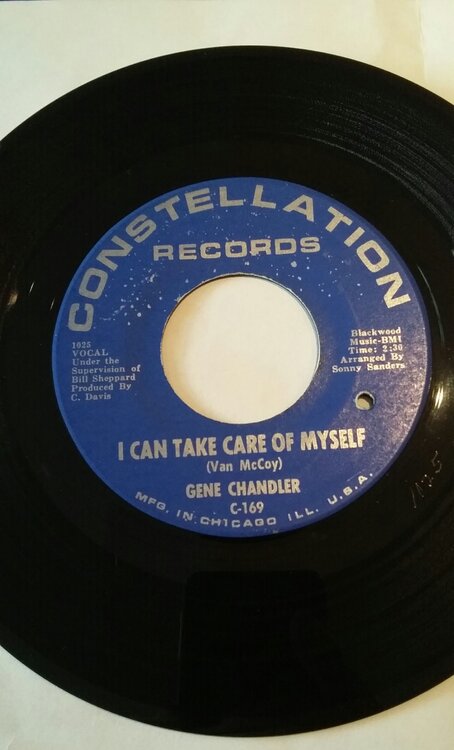 CONSTELLATION
RECORDS
1025
VOCAL
Under the
Supervision of
Bill Sheppard
Produced By
C. Davis
Blackwood
Music-BMI
Time: 2:30
Arranged By
Sonny Sanders
I CAN TAKE CARE OF MYSELF
(Van McCoy)
GENE CHANDLER
C-169
MFG. IN CHICAGO ILL. U.S.A.